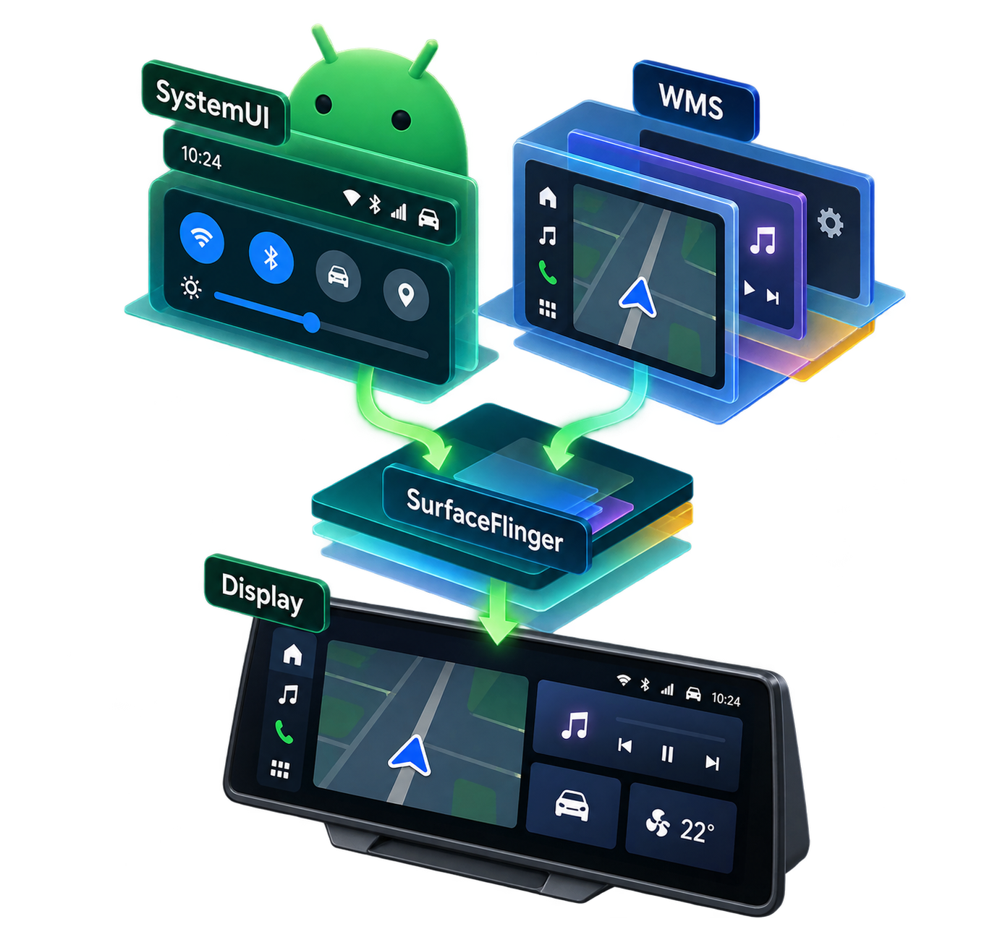 SystemUI
10:24
WMS
SurfaceFlinger
Display
10:24
22°